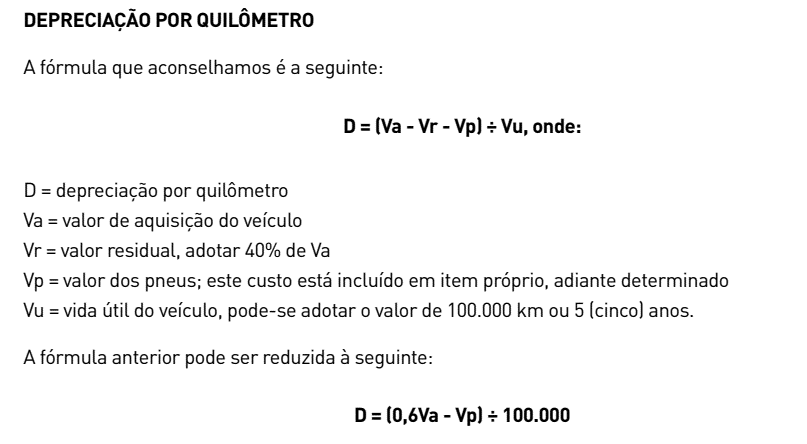 DEPRECIAÇÃO POR QUILÔMETRO
A fórmula que aconselhamos é a seguinte:
D = (Va - Vr - Vp) ÷ Vu, onde:
D = depreciação por quilômetro
Va = valor de aquisição do veículo
Vr = valor residual, adotar 40% de Va
Vp = valor dos pneus; este custo está incluído em item próprio, adiante determinado
Vu = vida útil do veículo, pode-se adotar o valor de 100.000 km ou 5 (cinco) anos.
A fórmula anterior pode ser reduzida à seguinte:
D = (0,6Va - Vp) ÷ 100.000